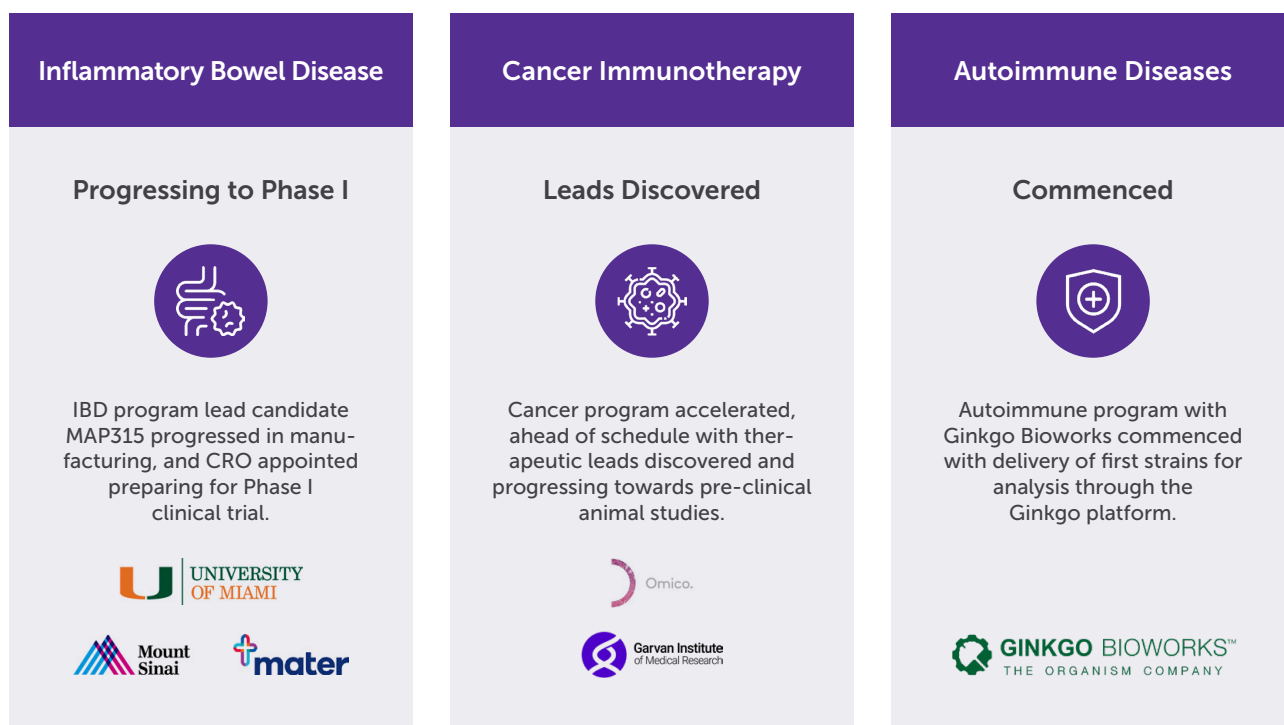 Inflammatory Bowel Disease
Progressing to Phase I
IBD program lead candidate
MAP315 progressed in manu-
facturing, and CRO appointed
preparing for Phase I
clinical trial.
UNIVERSITY
OF MIAMI
Mount
Sinai
mater
Cancer Immunotherapy
Leads Discovered
Cancer program accelerated,
ahead of schedule with ther-
apeutic leads discovered and
progressing towards pre-clinical
animal studies.
Omico.
Garvan Institute
of Medical Research
Autoimmune Diseases
Commenced
Autoimmune program with
Ginkgo Bioworks commenced
with delivery of first strains for
analysis through the
Ginkgo platform.
GINKGO BIOWORKS™
THE ORGANISM COMPANY